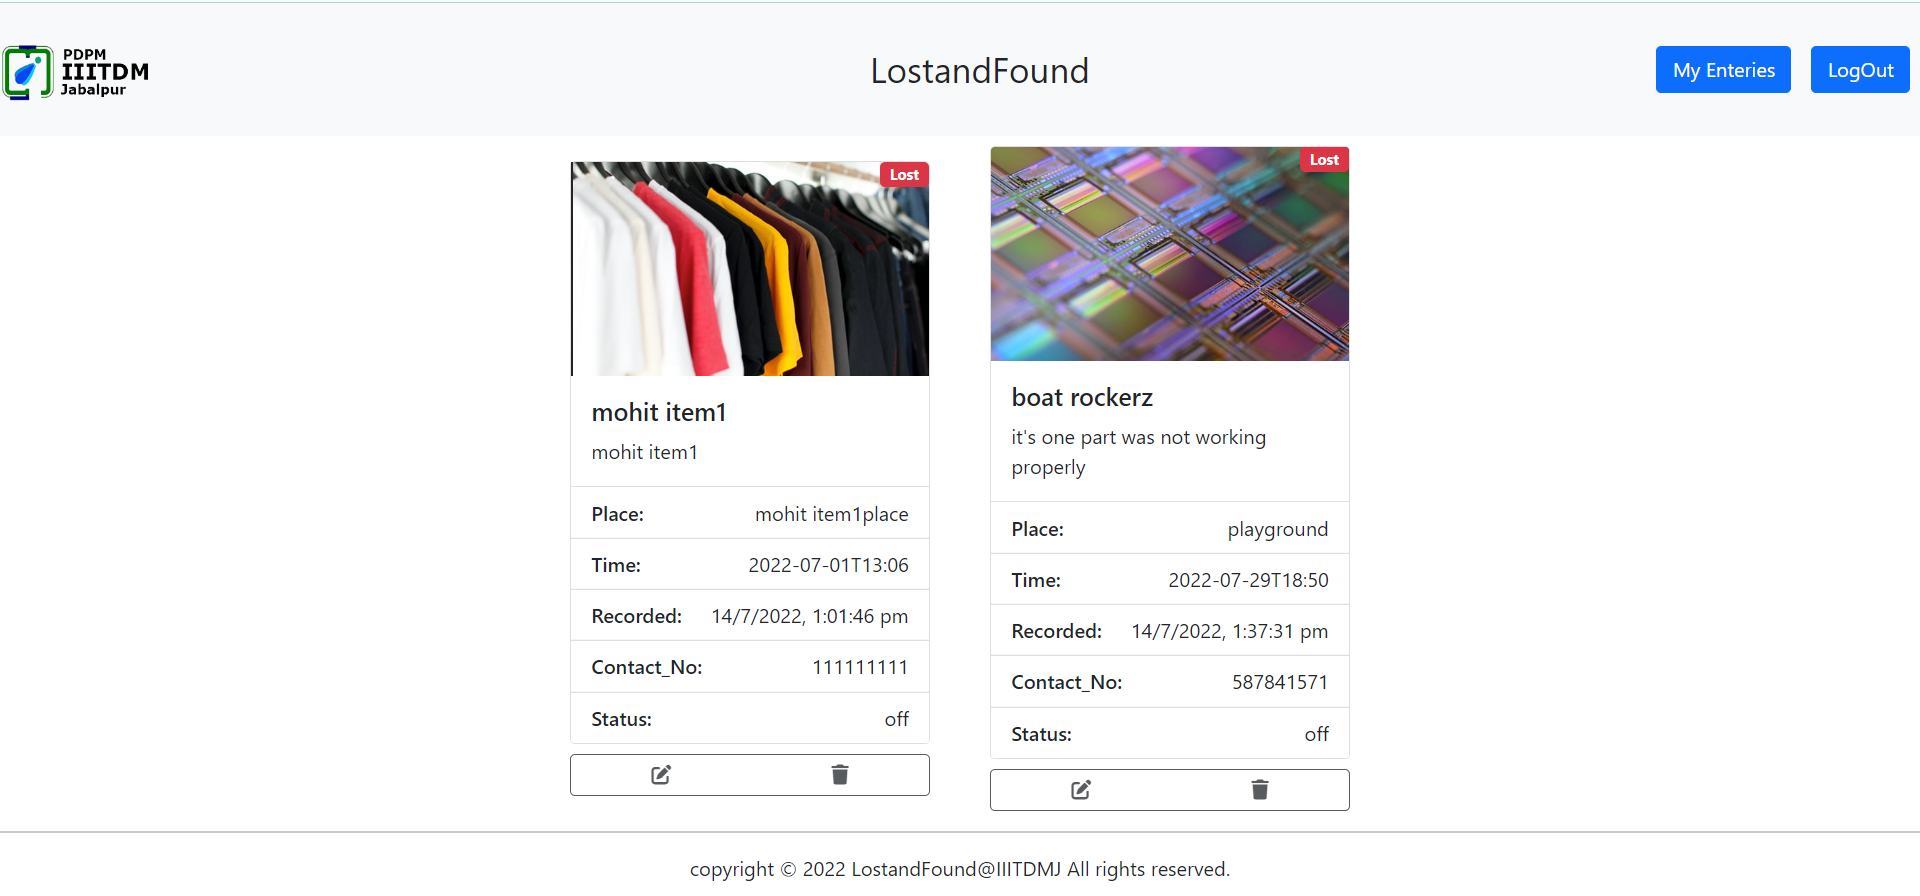 PDPM
IIITDM
Jabalpur
LostandFound
My Enteries
LogOut
Lost
mohit item1
mohit item1
Place: mohit item1place
Time: 2022-07-01T13:06
Recorded: 14/7/2022, 1:01:46 pm
Contact_No: 111111111
Status: off
Lost
boat rockerz
it's one part was not working
properly
Place: playground
Time: 2022-07-29T18:50
Recorded: 14/7/2022, 1:37:31 pm
Contact_No: 587841571
Status: off
copyright © 2022 LostandFound@IIITDMJ All rights reserved.